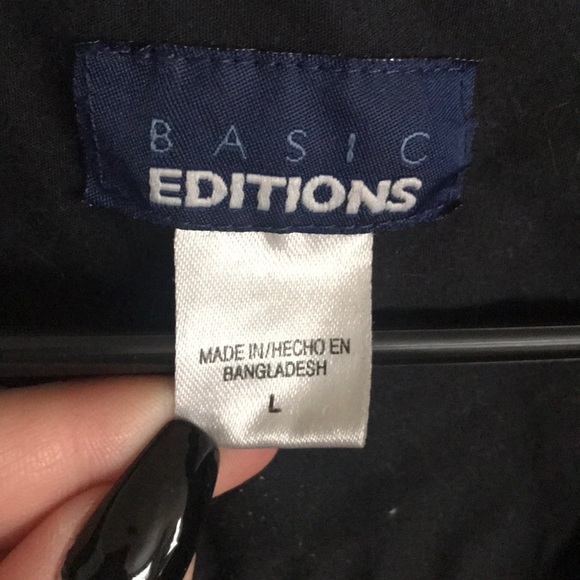 BASIC
EDITIONS
MADE IN/HECHO EN
BANGLADESH
L